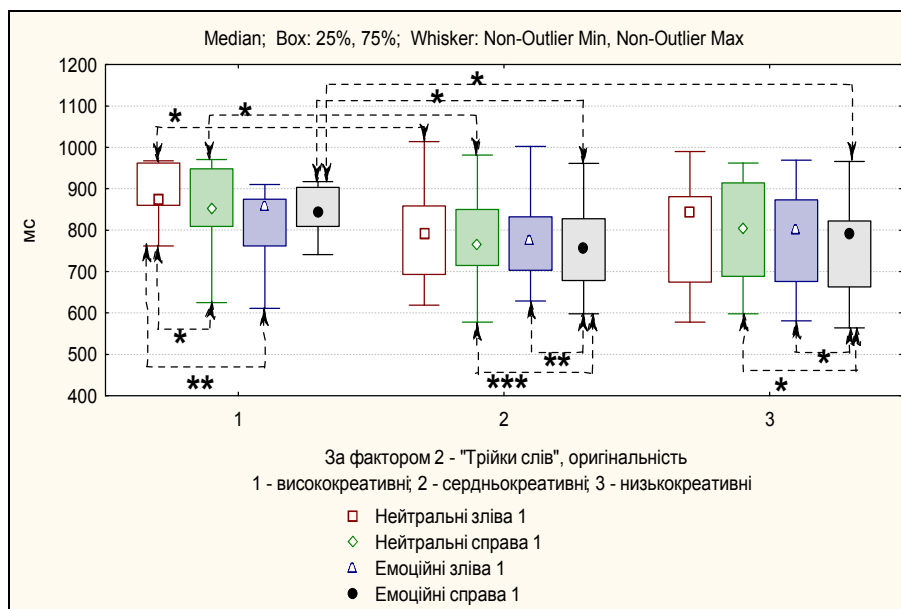 Median; Box: 25%, 75%; Whisker: Non-Outlier Min, Non-Outlier Max
1200
1100
1000
900
800
700
600
500
400
мс
*
*
*
*
*
**
***
**
*
*
1
2
3
За фактором 2 - "Трійки слів", оригінальність
1 - висококреативні; 2 - сердньокреативні; 3 - низькокреативні
Нейтральні зліва 1
Нейтральні справа 1
Емоційні зліва 1
Емоційні справа 1